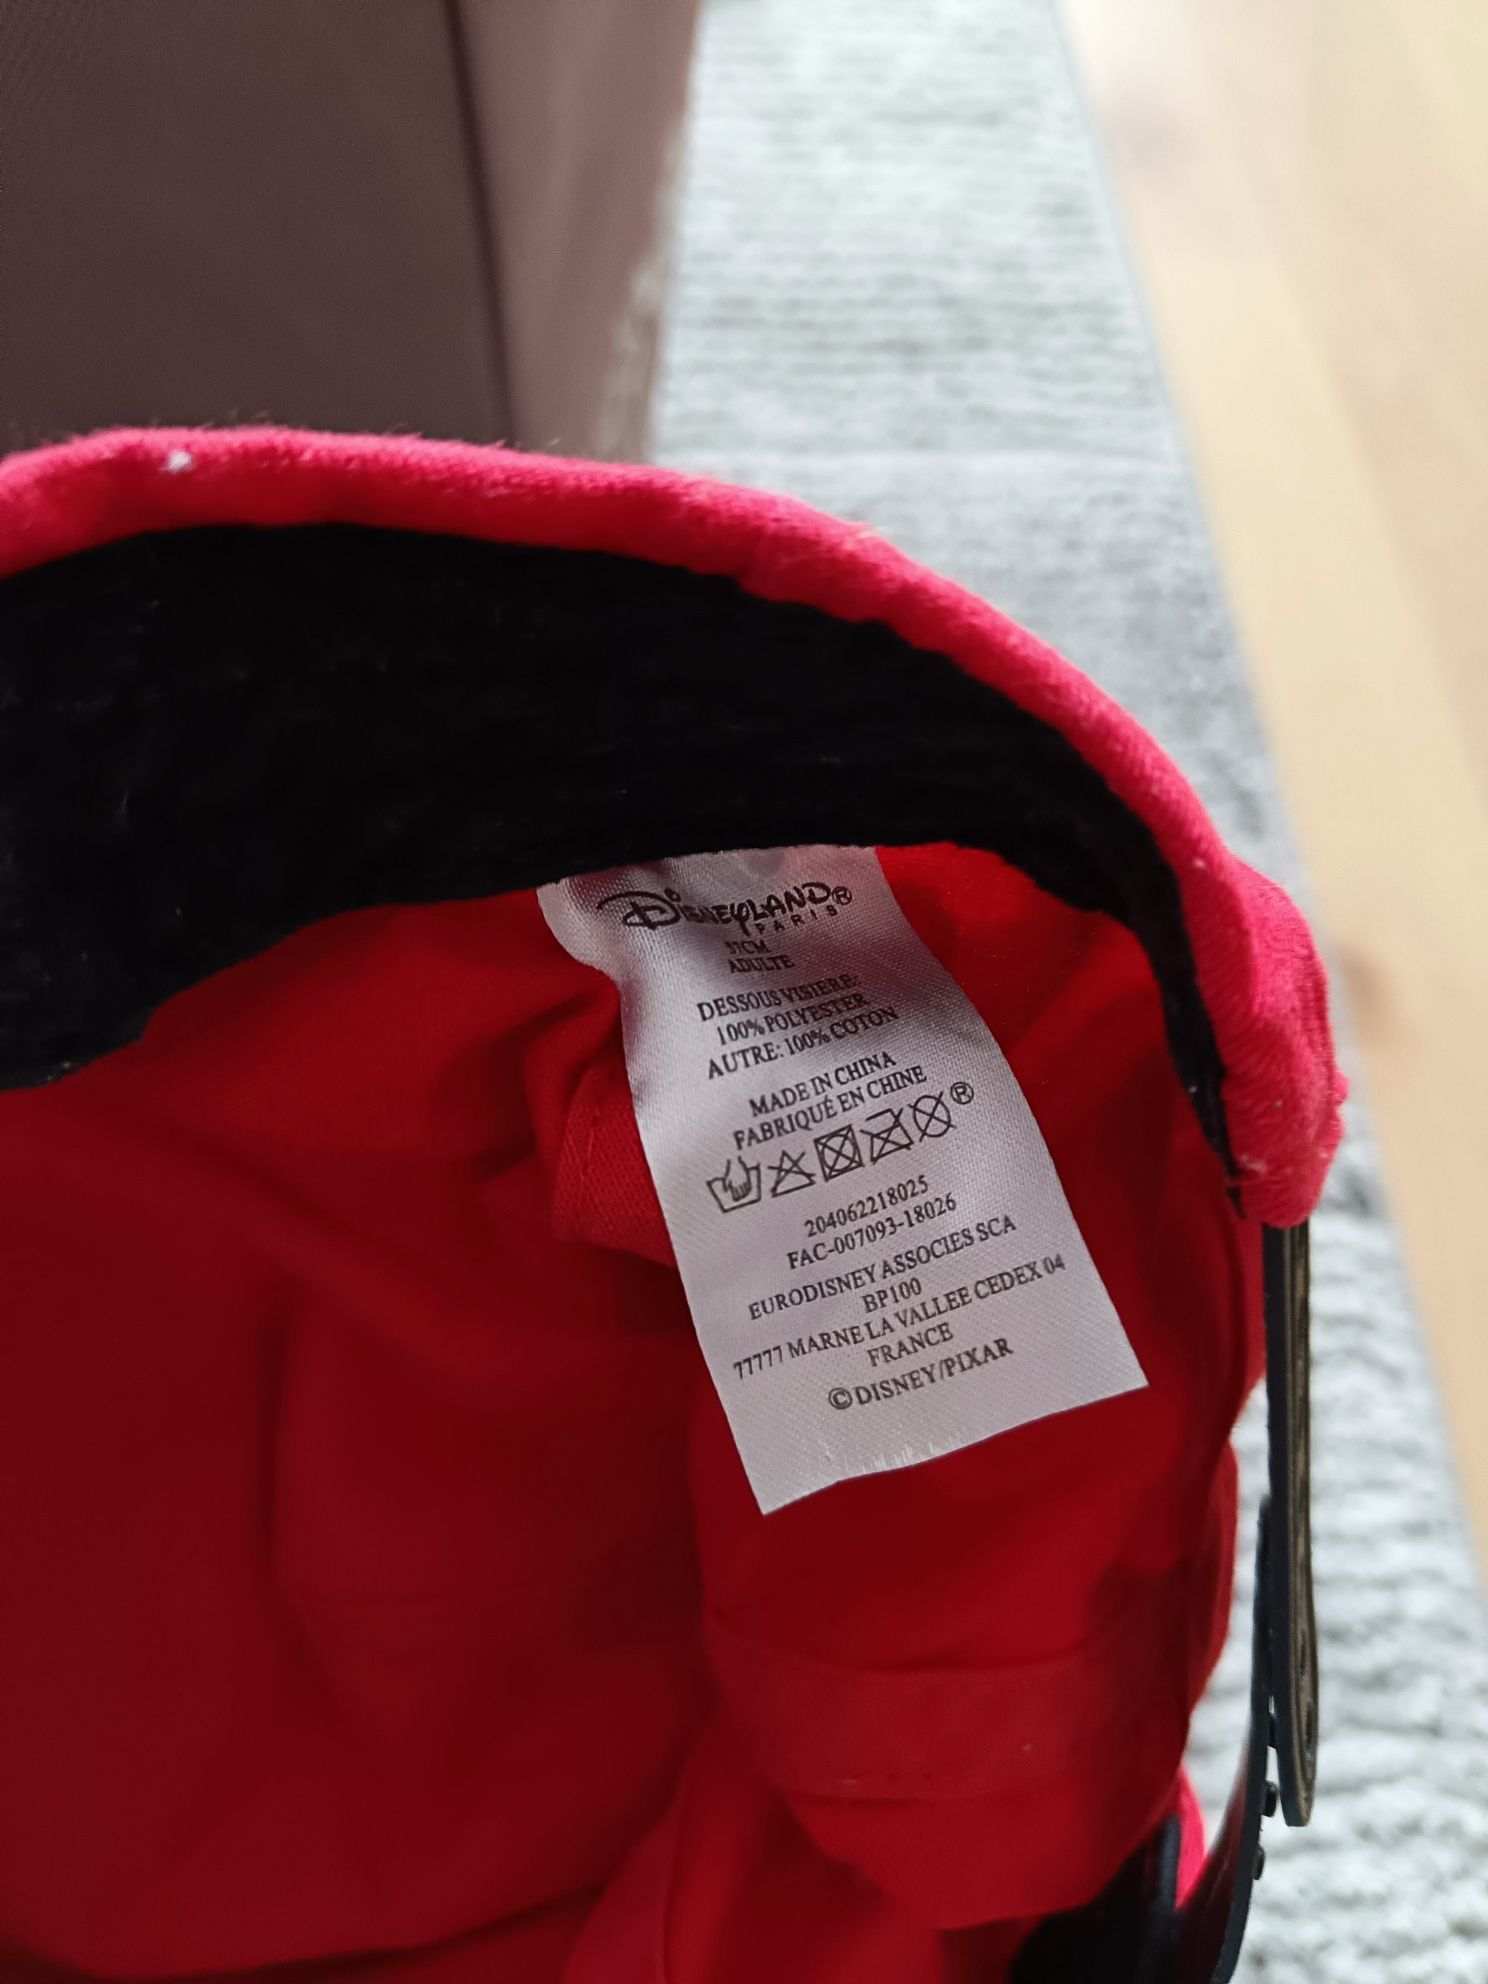 DISNEYLAND®
PARIS
57CM
ADULTE
DESSOUS VISIERE:
100% POLYESTER
AUTRE: 100% COTON
MADE IN CHINA
FABRIQUÉ EN CHINE
®
204062218025
FAC-007093-18026
EURODISNEY ASSOCIES SCA
BP100
77777 MARNE LA VALLEE CEDEX 04
FRANCE
©DISNEY/PIXAR